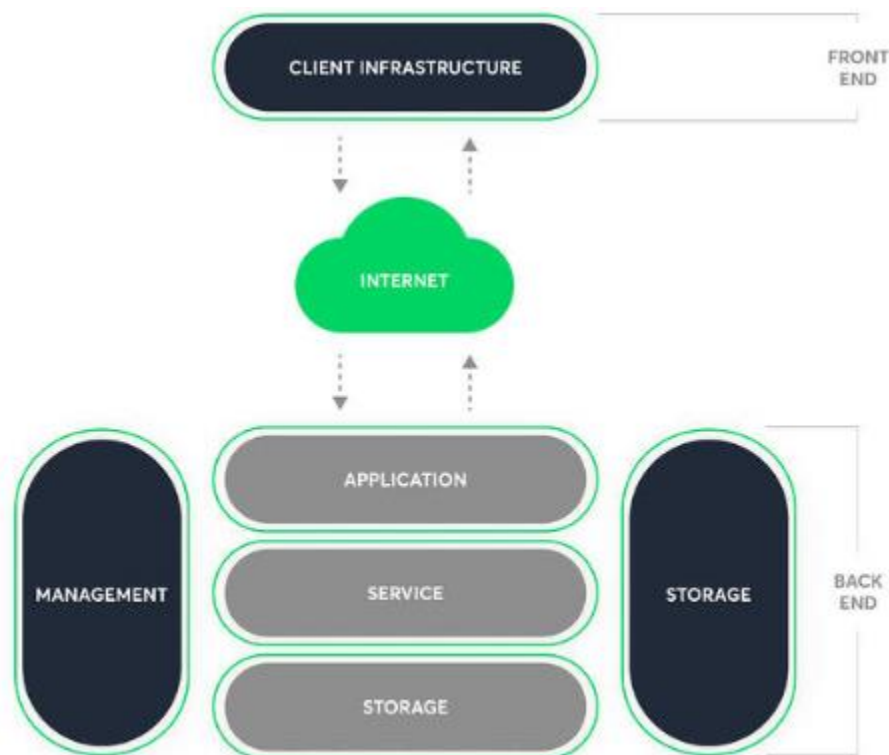 CLIENT INFRASTRUCTURE
FRONT
END
INTERNET
APPLICATION
MANAGEMENT
SERVICE
STORAGE
BACK
END
STORAGE